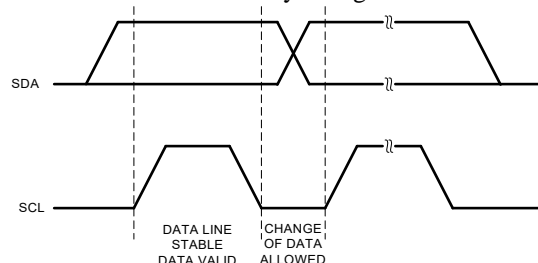 SDA
SCL
DATA LINE
STABLE
DATA VALID
CHANGE
OF DATA
ALLOWED